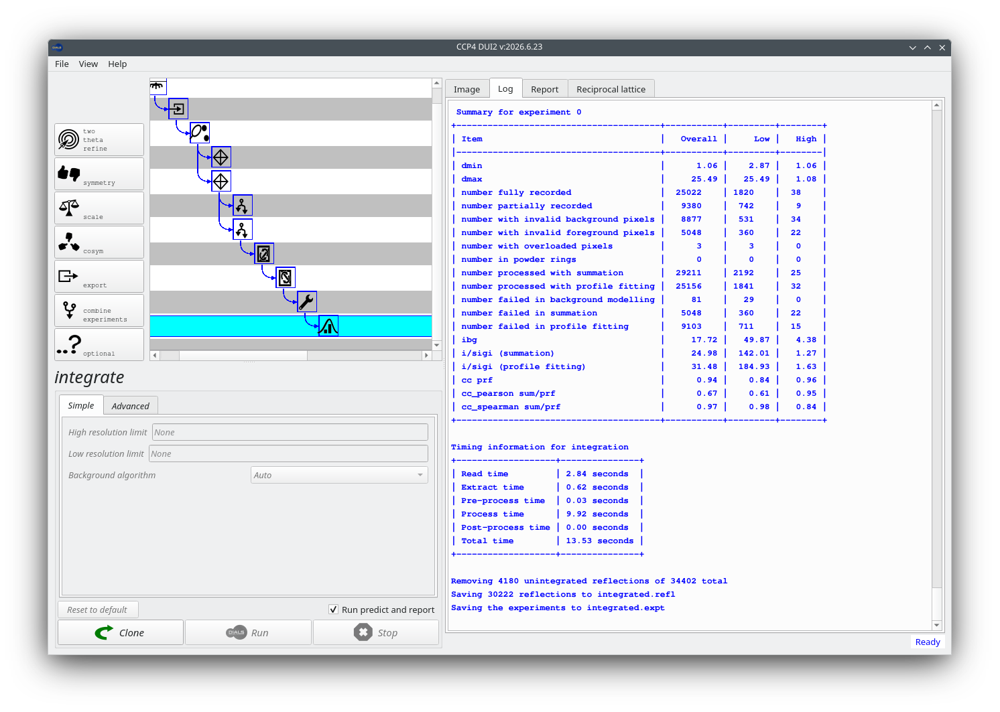 CCP4 DUI2 v:2026.6.23
File View Help
two
theta
refine
symmetry
scale
cosym
export
combine
experiments
optional
Image Log Report Reciprocal lattice
Summary for experiment 0
+---------------------------------------+-----------+---------+--------+
| Item                                  |   Overall |     Low |   High |
|---------------------------------------+-----------+---------+--------|
| dmin                                  |      1.06 |    2.87 |   1.06 |
| dmax                                  |     25.49 |   25.49 |   1.08 |
| number fully recorded                 |  25022    | 1820    |  38    |
| number partially recorded             |   9380    |  742    |   9    |
| number with invalid background pixels |   8877    |  531    |  34    |
| number with invalid foreground pixels |   5048    |  360    |  22    |
| number with overloaded pixels         |      3    |    3    |   0    |
| number in powder rings                |      0    |    0    |   0    |
| number processed with summation       |  29211    | 2192    |  25    |
| number processed with profile fitting |  25156    | 1841    |  32    |
| number failed in background modelling |     81    |   29    |   0    |
| number failed in summation            |   5048    |  360    |  22    |
| number failed in profile fitting      |   9103    |  711    |  15    |
| ibg                                   |     17.72 |   49.87 |   4.38 |
| i/sigi (summation)                    |     24.98 |  142.01 |   1.27 |
| i/sigi (profile fitting)              |     31.48 |  184.93 |   1.63 |
| cc prf                                |      0.94 |    0.84 |   0.96 |
| cc_pearson sum/prf                    |      0.67 |    0.61 |   0.95 |
| cc_spearman sum/prf                   |      0.97 |    0.98 |   0.84 |
+---------------------------------------+-----------+---------+--------+
Timing information for integration
+-------------------+---------------+
| Read time         | 2.84 seconds  |
| Extract time      | 0.62 seconds  |
| Pre-process time  | 0.03 seconds  |
| Process time      | 9.92 seconds  |
| Post-process time | 0.00 seconds  |
| Total time        | 13.53 seconds |
+-------------------+---------------+
Removing 4180 unintegrated reflections of 34402 total
Saving 30222 reflections to integrated.refl
Saving the experiments to integrated.expt
integrate
Simple Advanced
High resolution limit None
Low resolution limit None
Background algorithm Auto
Reset to default Run predict and report
Clone DIALS Run Stop
Ready